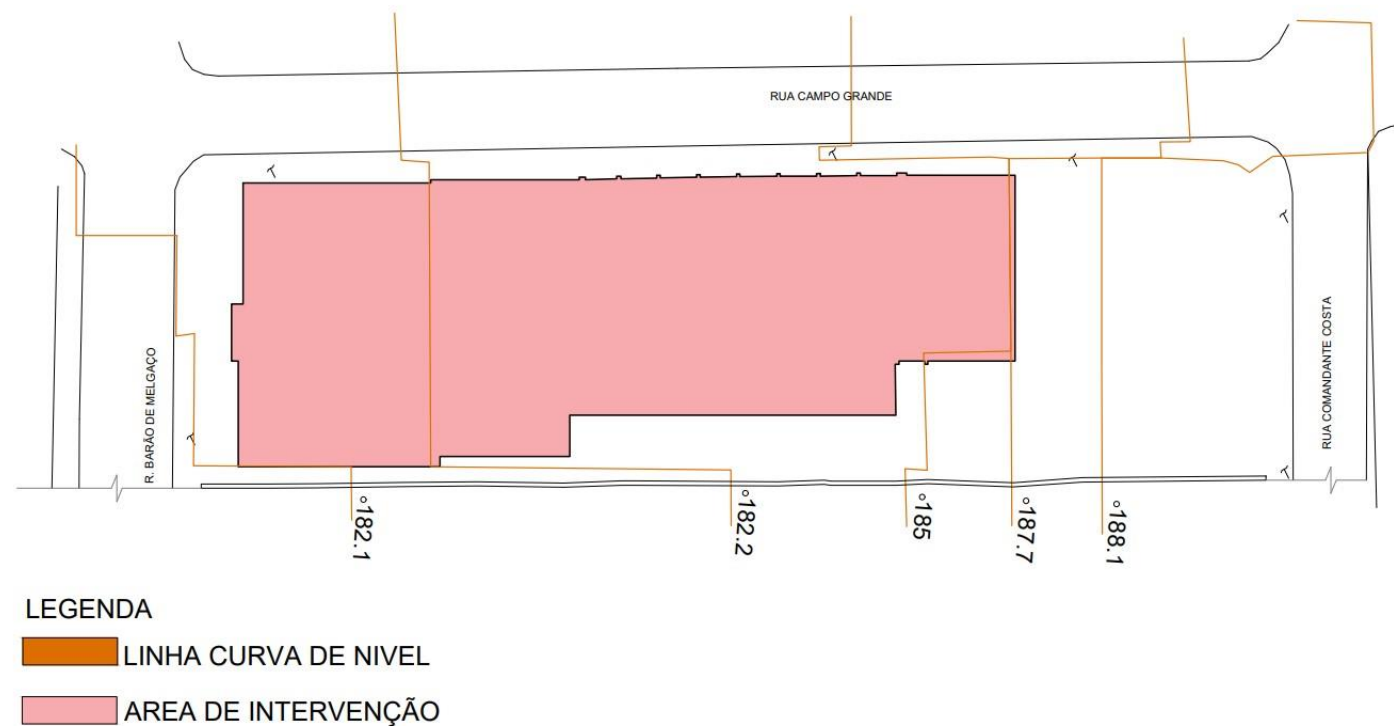 RUA CAMPO GRANDE
R. BARÃO DE MELGAÇO
RUA COMANDANTE COSTA
°182.1
°182.2
°185
°187.7
°188.1
LEGENDA
LINHA CURVA DE NIVEL
AREA DE INTERVENÇÃO